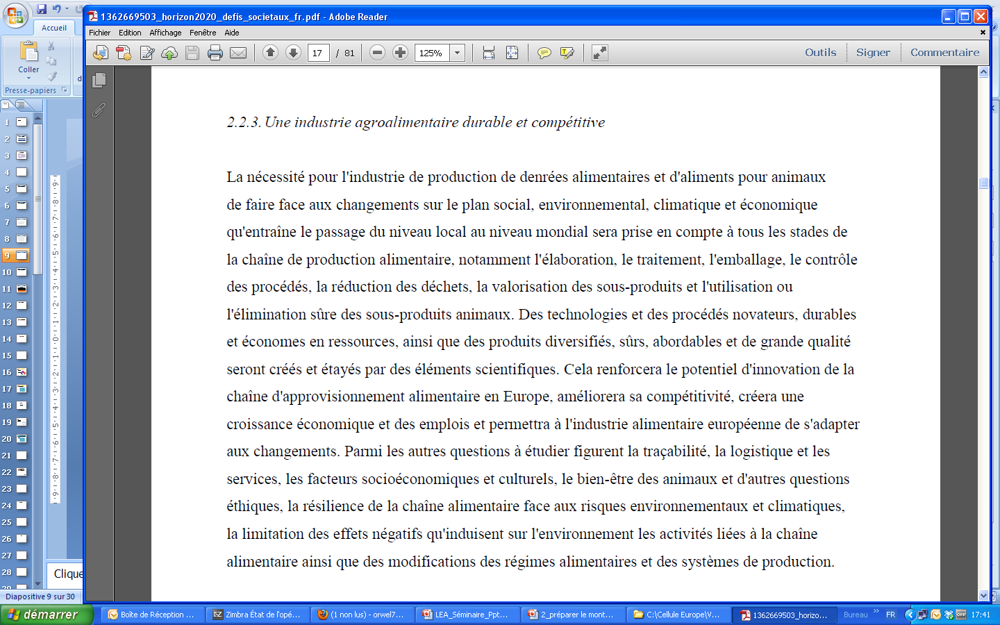 1362669503_horizon2020_defis_societaux_fr.pdf - Adobe Reader
Accueil
Fichier Edition Affichage Fenêtre Aide
17 / 81
125%
Outils Signer Commentaire
Coller
Presse-papiers
2.2.3. Une industrie agroalimentaire durable et compétitive
La nécessité pour l'industrie de production de denrées alimentaires et d'aliments pour animaux
de faire face aux changements sur le plan social, environnemental, climatique et économique
qu'entraîne le passage du niveau local au niveau mondial sera prise en compte à tous les stades de
la chaîne de production alimentaire, notamment l'élaboration, le traitement, l'emballage, le contrôle
des procédés, la réduction des déchets, la valorisation des sous-produits et l'utilisation ou
l'élimination sûre des sous-produits animaux. Des technologies et des procédés novateurs, durables
et économes en ressources, ainsi que des produits diversifiés, sûrs, abordables et de grande qualité
seront créés et étayés par des éléments scientifiques. Cela renforcera le potentiel d'innovation de la
chaîne d'approvisionnement alimentaire en Europe, améliorera sa compétitivité, créera une
croissance économique et des emplois et permettra à l'industrie alimentaire européenne de s'adapter
aux changements. Parmi les autres questions à étudier figurent la traçabilité, la logistique et les
services, les facteurs socioéconomiques et culturels, le bien-être des animaux et d'autres questions
éthiques, la résilience de la chaîne alimentaire face aux risques environnementaux et climatiques,
la limitation des effets négatifs qu'induisent sur l'environnement les activités liées à la chaîne
alimentaire ainsi que des modifications des régimes alimentaires et des systèmes de production.
1
2
3
4
5
6
7
8
9
10
11
12
13
14
15
16
17
18
19
20
21
22
23
24
25
26
27
28
Clique
Diapositive 9 sur 30
démarrer
Boîte de Réception ...
Zimbra État de l'opé...
(1 non lus) - orwel7...
LEA_Séminaire_Ppt...
2_préparer le mont...
C:\Cellule Europe\V...
1362669503_horizo...
Bureau
FR
17:41